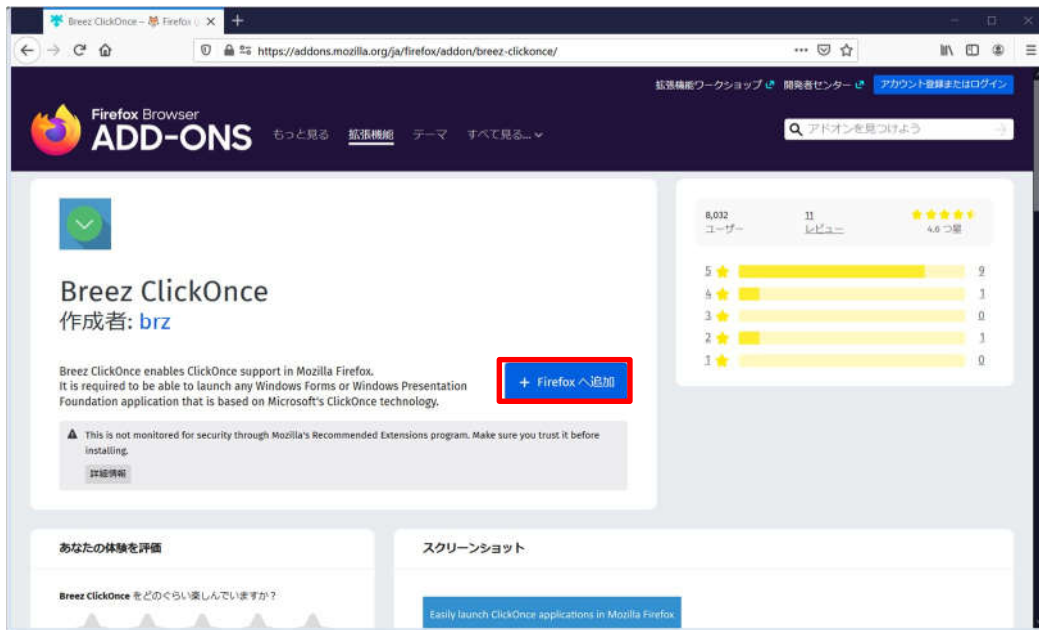 Breez ClickOnce – Firefox
https://addons.mozilla.org/ja/firefox/addon/breez-clickonce/
拡張機能ワークショップ 開発者センター アカウント登録またはログイン
Firefox Browser
ADD-ONS
もっと見る 拡張機能 テーマ すべて見る...
アドオンを見つけよう
Breez ClickOnce
作成者: brz
Breez ClickOnce enables ClickOnce support in Mozilla Firefox.
It is required to be able to launch any Windows Forms or Windows Presentation
Foundation application that is based on Microsoft's ClickOnce technology.
+ Firefox へ追加
This is not monitored for security through Mozilla's Recommended Extensions program. Make sure you trust it before
installing.
詳細情報
8,032 11
ユーザー レビュー 4.6 つ星
5 9
4 1
3 0
2 1
1 0
あなたの体験を評価
Breez ClickOnce をどのぐらい楽しんでいますか？
スクリーンショット
Easily launch ClickOnce applications in Mozilla Firefox